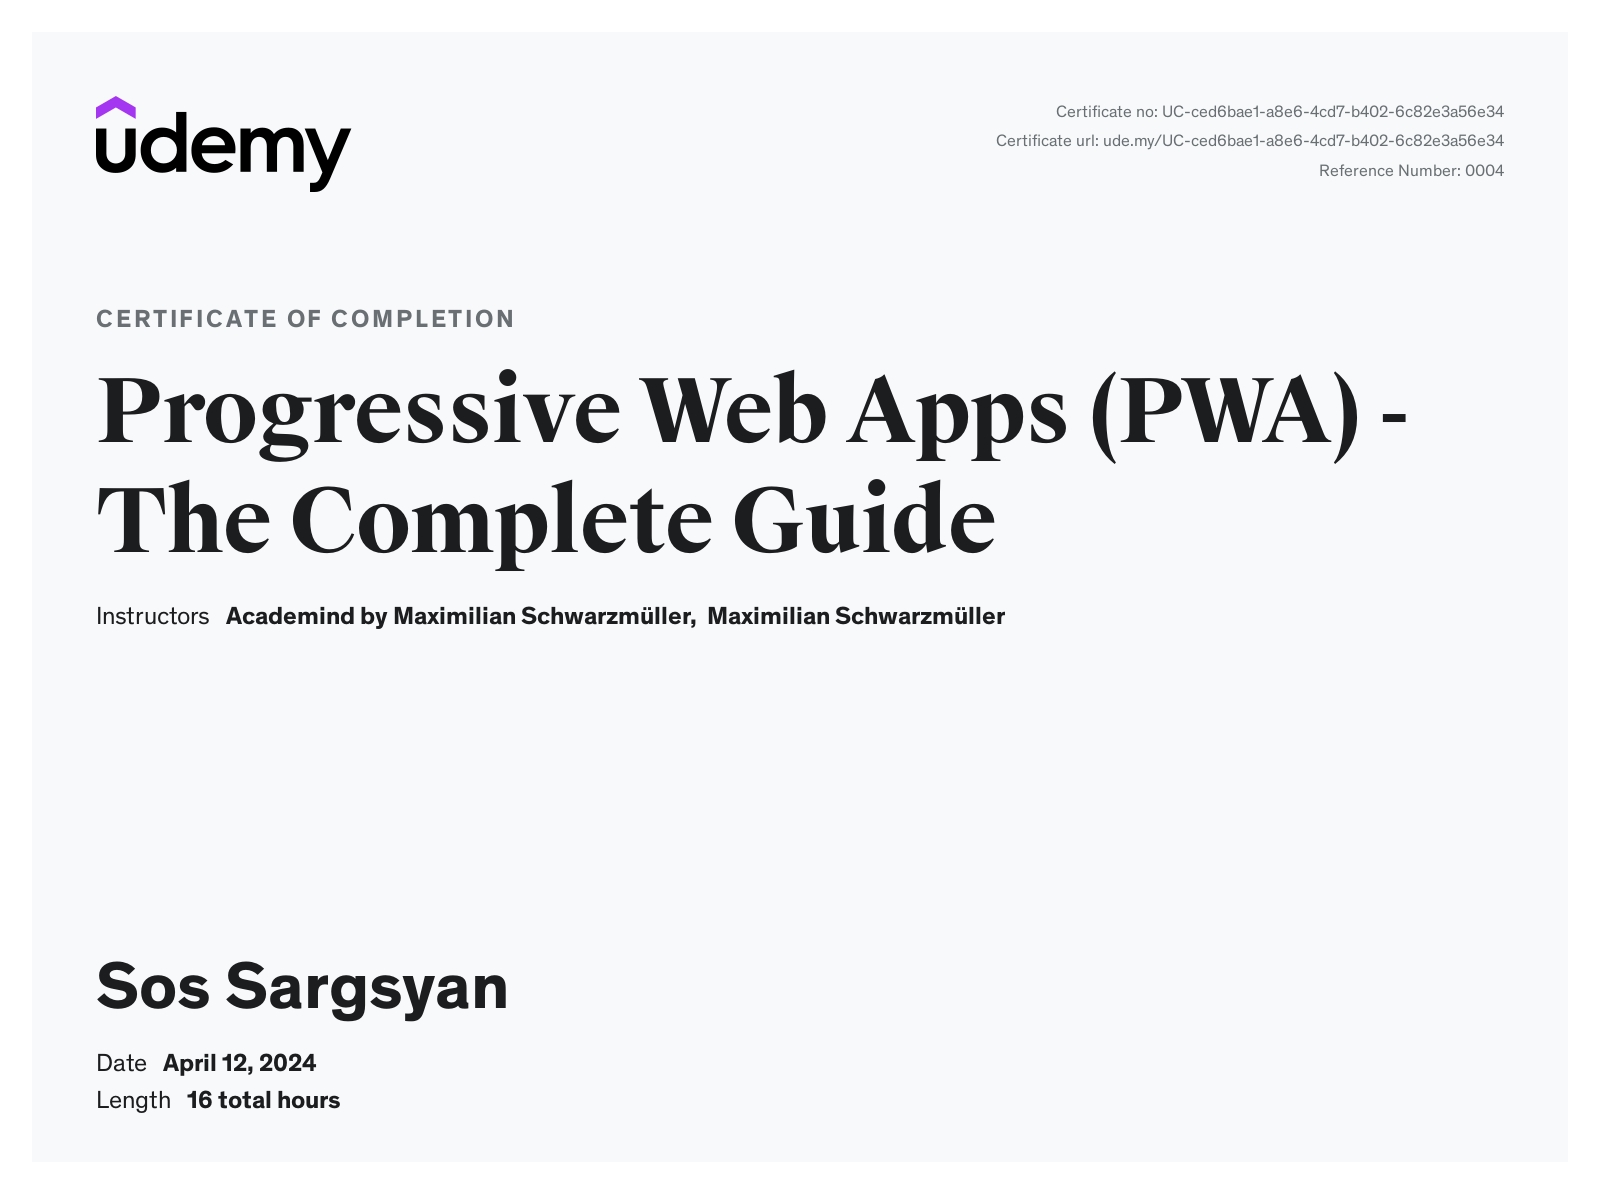 udemy
Certificate no: UC-ced6bae1-a8e6-4cd7-b402-6c82e3a56e34
Certificate url: ude.my/UC-ced6bae1-a8e6-4cd7-b402-6c82e3a56e34
Reference Number: 0004
CERTIFICATE OF COMPLETION
Progressive Web Apps (PWA) -
The Complete Guide
Instructors Academind by Maximilian Schwarzmüller, Maximilian Schwarzmüller
Sos Sargsyan
Date April 12, 2024
Length 16 total hours